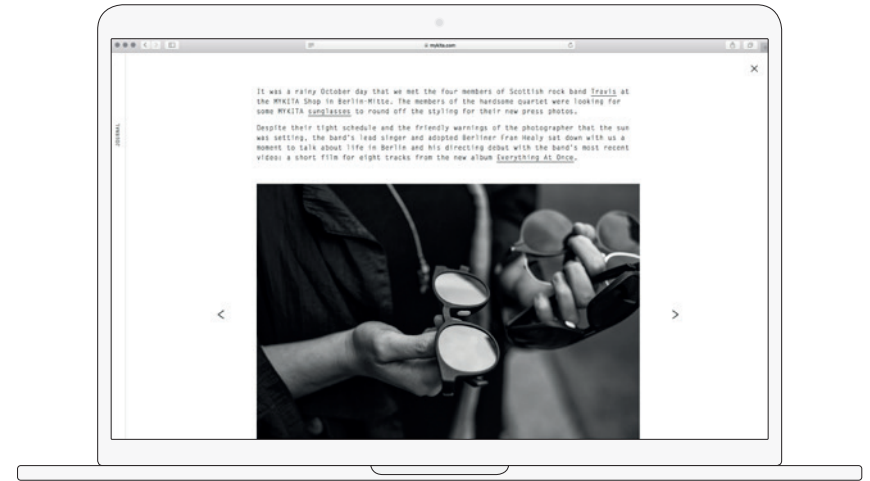 mykita.com
JOURNAL
It was a rainy October day that we met the four members of Scottish rock band Travis at
the MYKITA Shop in Berlin-Mitte. The members of the handsome quartet were looking for
some MYKITA sunglasses to round off the styling for their new press photos.
Despite their tight schedule and the friendly warnings of the photographer that the sun
was setting, the band's lead singer and adopted Berliner Fran Healy sat down with us a
moment to talk about life in Berlin and his directing debut with the band's most recent
video: a short film for eight tracks from the new album Everything At Once.